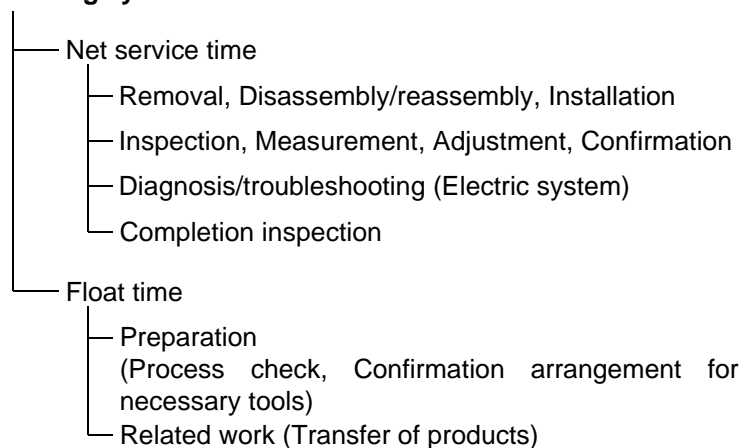 Net service time
Removal, Disassembly/reassembly, Installation
Inspection, Measurement, Adjustment, Confirmation
Diagnosis/troubleshooting (Electric system)
Completion inspection
Float time
Preparation
(Process check, Confirmation arrangement for
necessary tools)
Related work (Transfer of products)